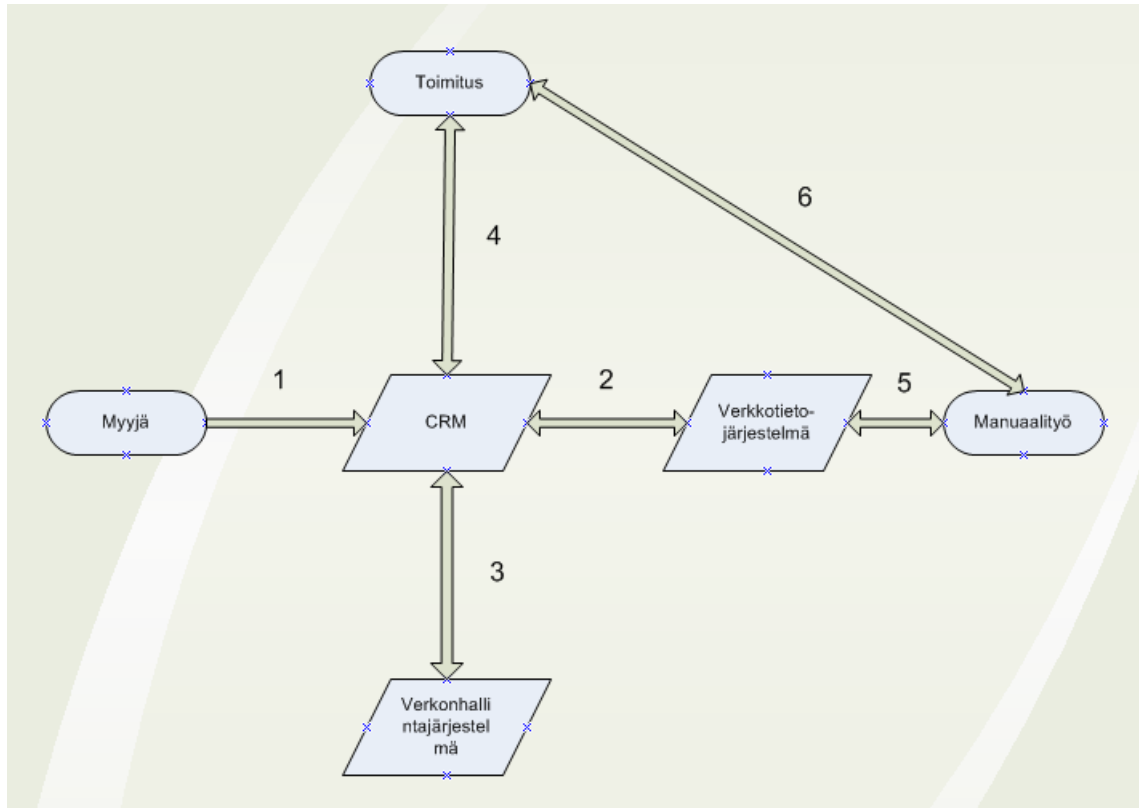 Toimitus
6
4
1
2
5
Myyjä
CRM
Verkkotieto-
järjestelmä
Manuaalityö
3
Verkonhalli
ntajärjestel
mä